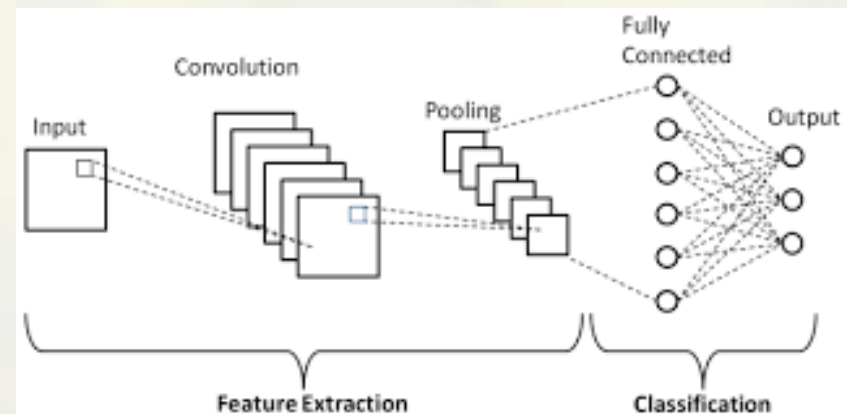 Fully
Connected
Convolution
Pooling
Input
Output
Feature Extraction
Classification